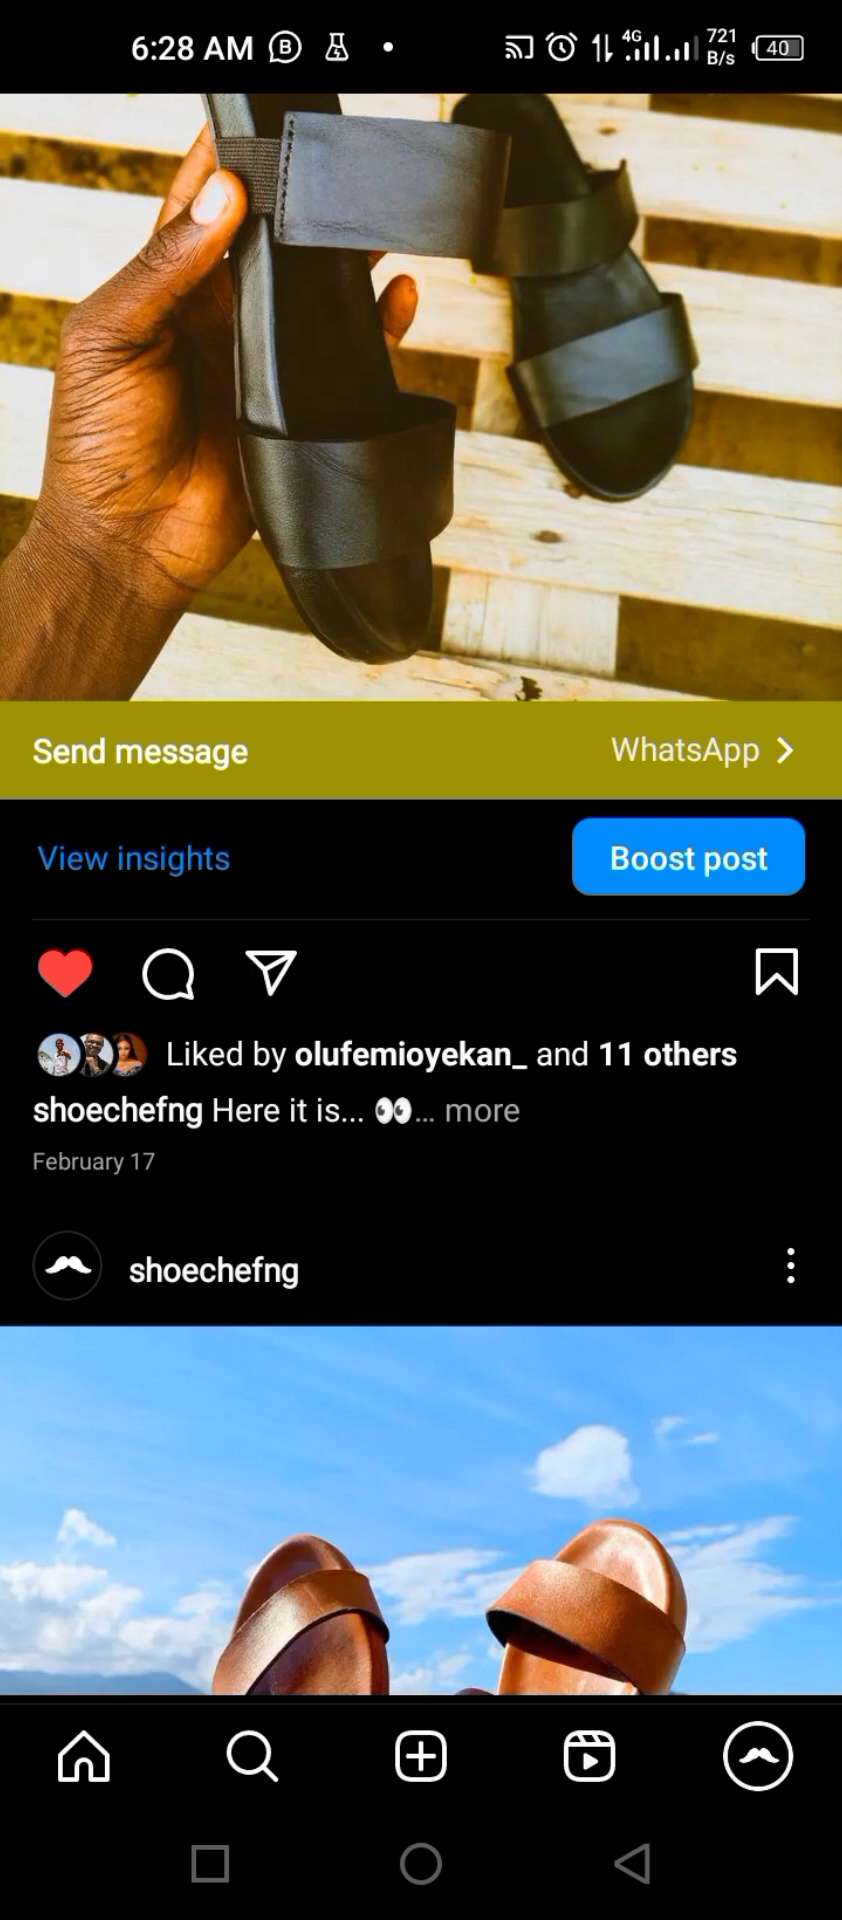 6:28 AM
4G
721
B/s
40
Send message
WhatsApp
View insights
Boost post
Liked by olufemioyekan_ and 11 others
shoechefng Here it is... 👀... more
February 17
shoechefng